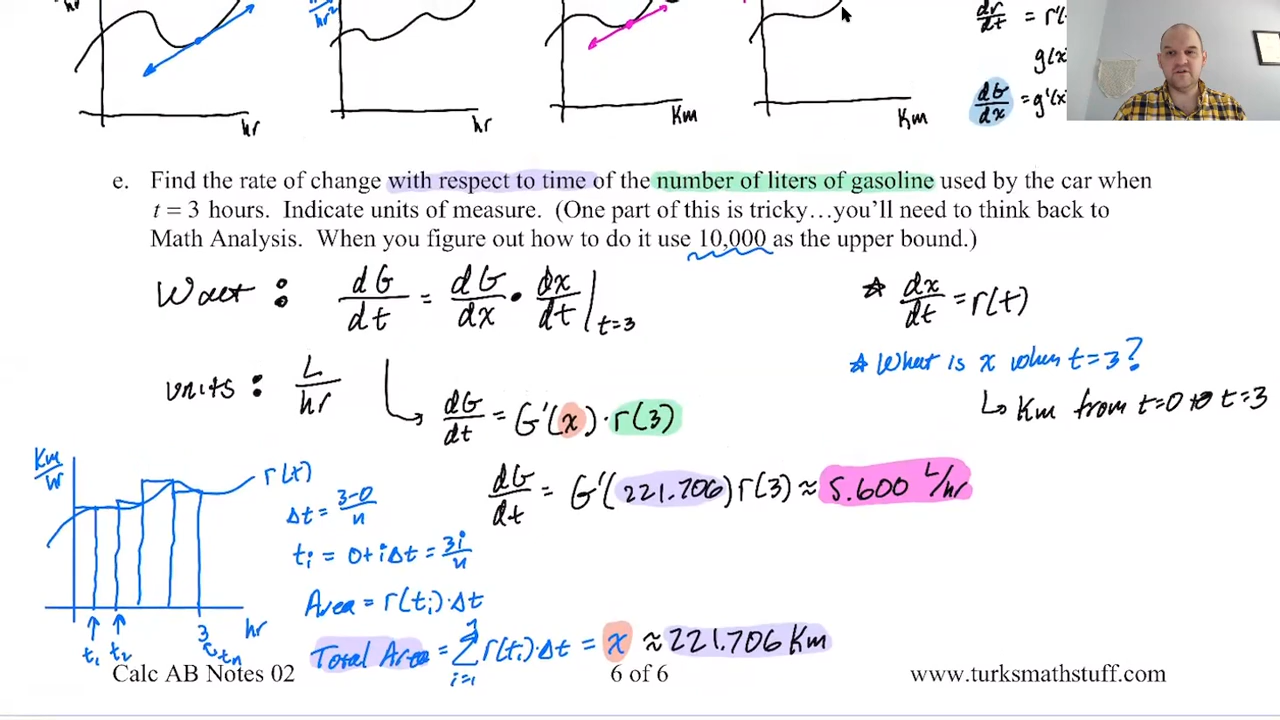 hr
hr
hr²
hr
Km
Km
dr/dt = r'(
g(x
dG/dx = g'(x
e. Find the rate of change with respect to time of the number of liters of gasoline used by the car when
t = 3 hours. Indicate units of measure. (One part of this is tricky…you'll need to think back to
Math Analysis. When you figure out how to do it use 10,000 as the upper bound.)
Want : dG/dt = dG/dx • dx/dt |t=3
☆ dx/dt = r(t)
☆ What is x when t=3?
↳ Km from t=0 to t=3
units : L/hr
dG/dt = G'(x) · r(3)
dG/dt = G'(221.706) r(3) ≈ 5.600 L/hr
Km/hr
r(t)
Δt = 3-0/n
ti = 0+iΔt = 3i/n
Area = r(ti)·Δt
3
hr
t1 t2 tn
Total Area = Σ i=1 r(ti)·Δt = x ≈ 221.706 Km
Calc AB Notes 02
6 of 6
www.turksmathstuff.com